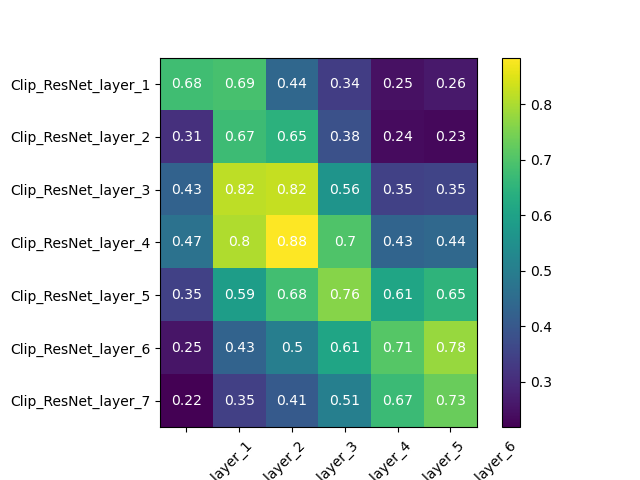 Clip_ResNet_layer_1 0.68 0.69 0.44 0.34 0.25 0.26
Clip_ResNet_layer_2 0.31 0.67 0.65 0.38 0.24 0.23
Clip_ResNet_layer_3 0.43 0.82 0.82 0.56 0.35 0.35
Clip_ResNet_layer_4 0.47 0.8 0.88 0.7 0.43 0.44
Clip_ResNet_layer_5 0.35 0.59 0.68 0.76 0.61 0.65
Clip_ResNet_layer_6 0.25 0.43 0.5 0.61 0.71 0.78
Clip_ResNet_layer_7 0.22 0.35 0.41 0.51 0.67 0.73
layer_1 layer_2 layer_3 layer_4 layer_5 layer_6
0.8
0.7
0.6
0.5
0.4
0.3